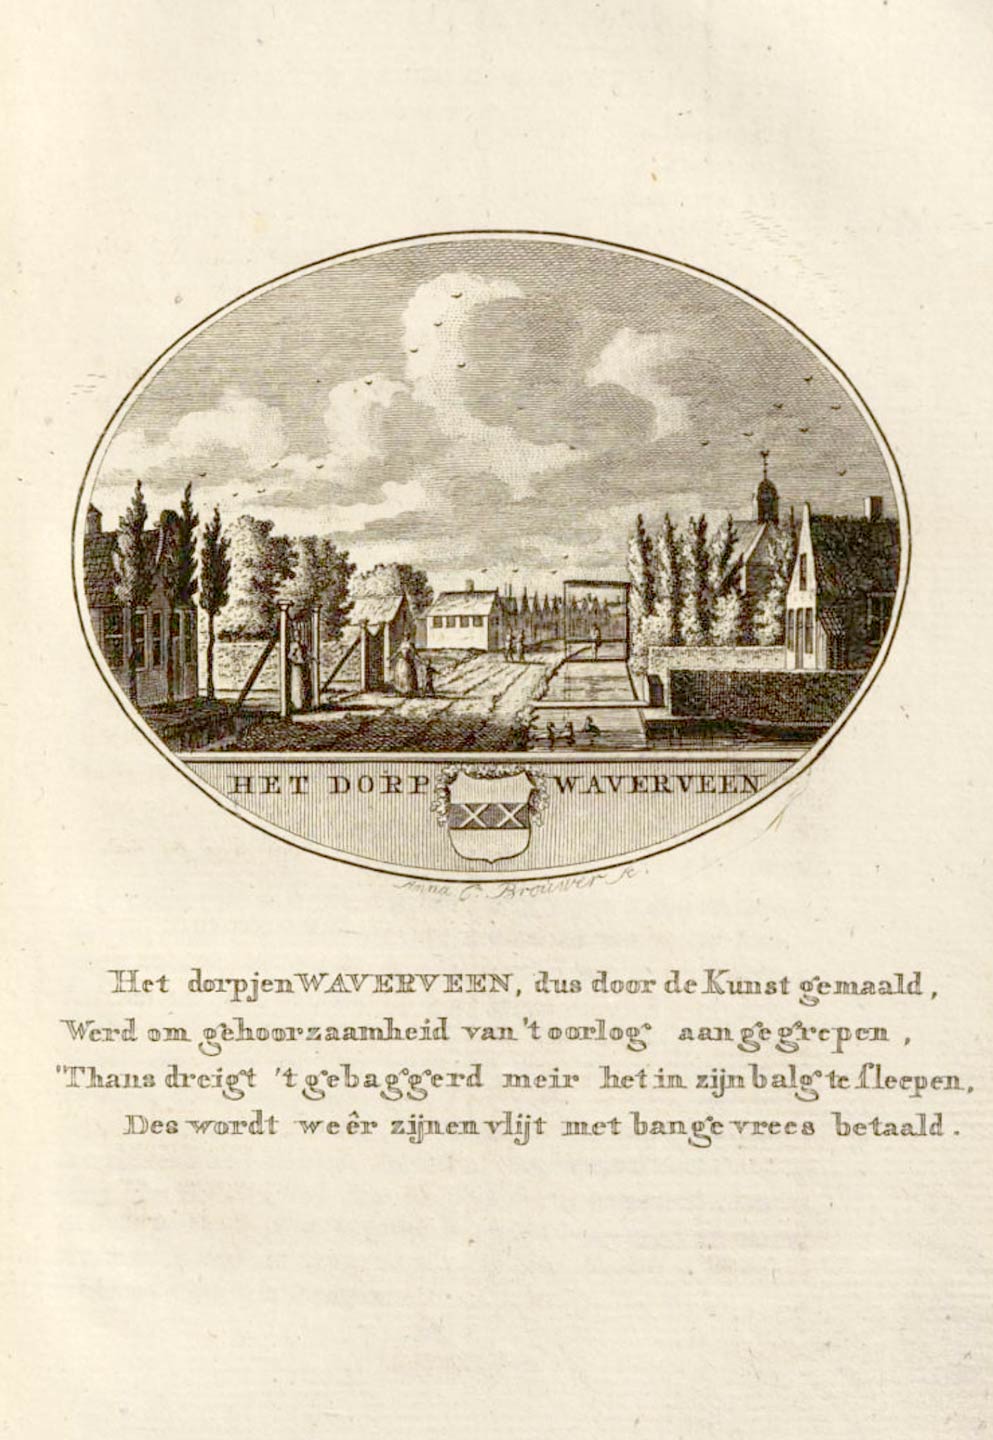 HET DORP WAVERVEEN
Anna C. Brouwer Sc.
Het dorpjen WAVERVEEN, dus door de Kunst gemaald,
Werd om gehoorzaamheid van 't oorlog aangegrepen,
'Thans dreigt 't gebaggerd meir het in zijn balg te sleepen,
Des wordt weêr zijnen vlijt met bange vrees betaald.